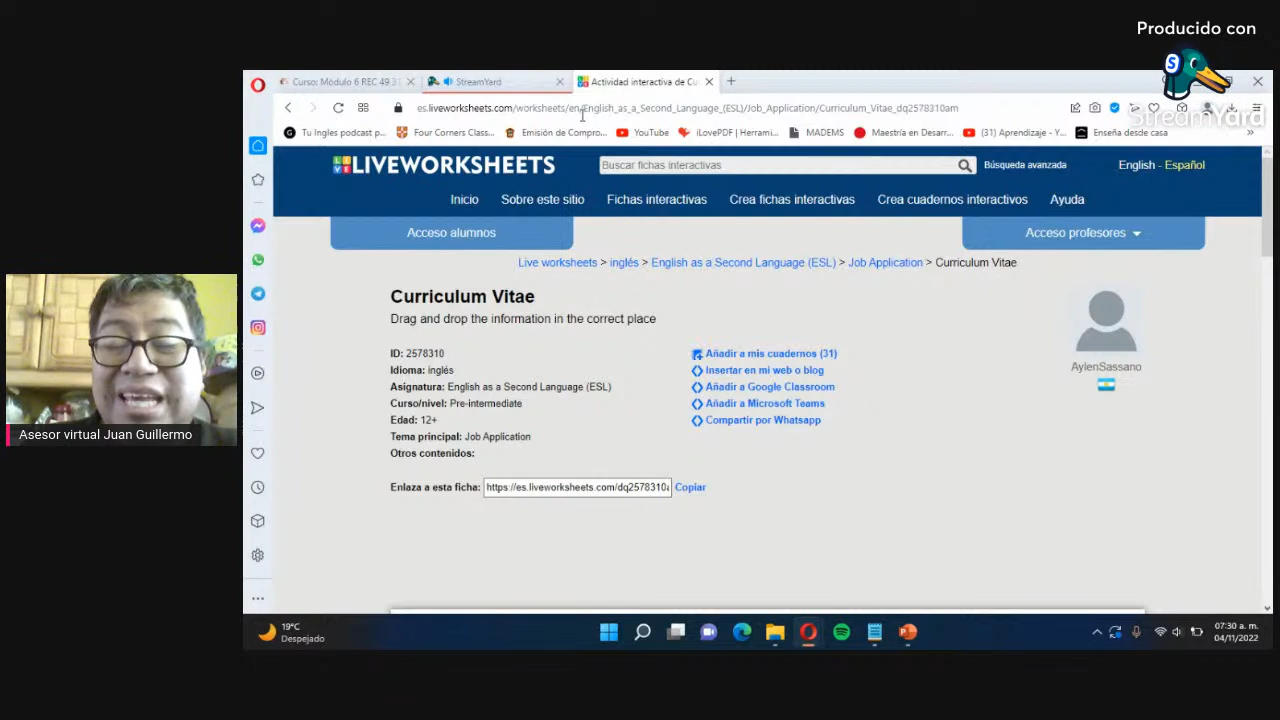 Producido con
StreamYard
Curso: Módulo 6 REC 49 31
StreamYard
Actividad interactiva de Cu
es.liveworksheets.com/worksheets/en/English_as_a_Second_Language_(ESL)/Job_Application/Curriculum_Vitae_dq2578310am
Tu Ingles podcast p...
Four Corners Clas...
Emisión de Compro...
YouTube
iLovePDF | Herrami...
MADEMS
Maestría en Desarr...
(31) Aprendizaje - Y...
Enseña desde casa
LIVEWORKSHEETS
Buscar fichas interactivas
Búsqueda avanzada
English - Español
Inicio
Sobre este sitio
Fichas interactivas
Crea fichas interactivas
Crea cuadernos interactivos
Ayuda
Acceso alumnos
Acceso profesores
Live worksheets > inglés > English as a Second Language (ESL) > Job Application > Curriculum Vitae
Curriculum Vitae
Drag and drop the information in the correct place
ID: 2578310
Idioma: inglés
Asignatura: English as a Second Language (ESL)
Curso/nivel: Pre-intermediate
Edad: 12+
Tema principal: Job Application
Otros contenidos:
Añadir a mis cuadernos (31)
Insertar en mi web o blog
Añadir a Google Classroom
Añadir a Microsoft Teams
Compartir por Whatsapp
AylenSassano
Enlaza a esta ficha: https://es.liveworksheets.com/dq2578310a Copiar
Asesor virtual Juan Guillermo
19°C
Despejado
07:30 a. m.
04/11/2022